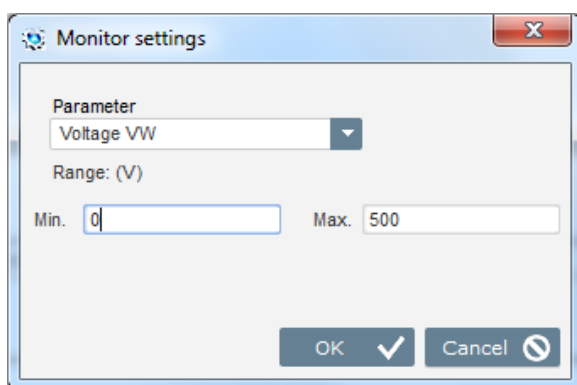 Monitor settings
Parameter
Voltage VW
Range: (V)
Min. 0 Max. 500
OK Cancel